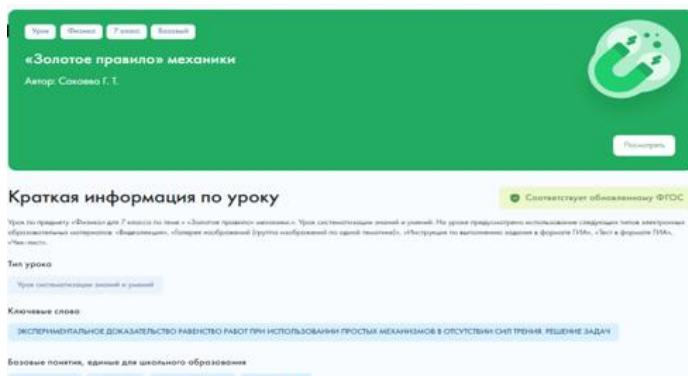 Урок Физика 7 класс Базовый
«Золотое правило» механики
Автор: Сокаева Г. Т.
Посмотреть
Краткая информация по уроку
Соответствует обновленному ФГОС
Урок по предмету «Физика» для 7 класса по теме « «Золотое правило» механики.». Урок систематизации знаний и умений. На уроке предусмотрено использование следующих типов электронных
образовательных материалов: «Видеолекция», «Галерея изображений (группа изображений по одной тематике)», «Инструкция по выполнению задания в формате ГИА», «Тест в формате ГИА»,
«Чек-лист».
Тип урока
Урок систематизации знаний и умений
Ключевые слова
ЭКСПЕРИМЕНТАЛЬНОЕ ДОКАЗАТЕЛЬСТВО РАВЕНСТВО РАБОТ ПРИ ИСПОЛЬЗОВАНИИ ПРОСТЫХ МЕХАНИЗМОВ В ОТСУТСТВИИ СИЛ ТРЕНИЯ. РЕШЕНИЕ ЗАДАЧ
Базовые понятия, единые для школьного образования